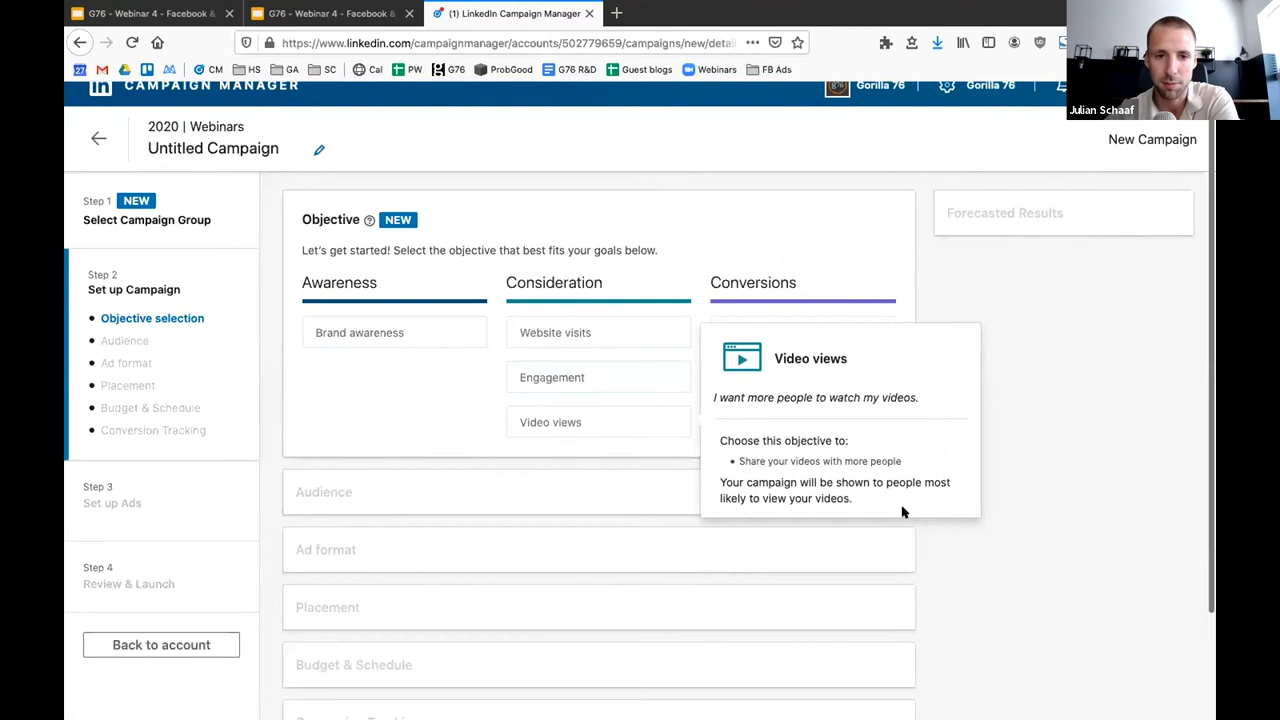 G76 - Webinar 4 - Facebook &
G76 - Webinar 4 - Facebook &
(1) LinkedIn Campaign Manager
https://www.linkedin.com/campaignmanager/accounts/502779659/campaigns/new/detai
CM
HS
GA
SC
Cal
PW
G76
ProbGood
G76 R&D
Guest blogs
Webinars
FB Ads
Julian Schaaf
in CAMPAIGN MANAGER
Gorilla 76
Gorilla 76
2020 | Webinars
Untitled Campaign
New Campaign
Step 1 NEW
Select Campaign Group
Step 2
Set up Campaign
Objective selection
Audience
Ad format
Placement
Budget & Schedule
Conversion Tracking
Step 3
Set up Ads
Step 4
Review & Launch
Back to account
Objective NEW
Let's get started! Select the objective that best fits your goals below.
Awareness
Consideration
Conversions
Brand awareness
Website visits
Engagement
Video views
Video views
I want more people to watch my videos.
Choose this objective to:
• Share your videos with more people
Your campaign will be shown to people most
likely to view your videos.
Audience
Ad format
Placement
Budget & Schedule
Forecasted Results